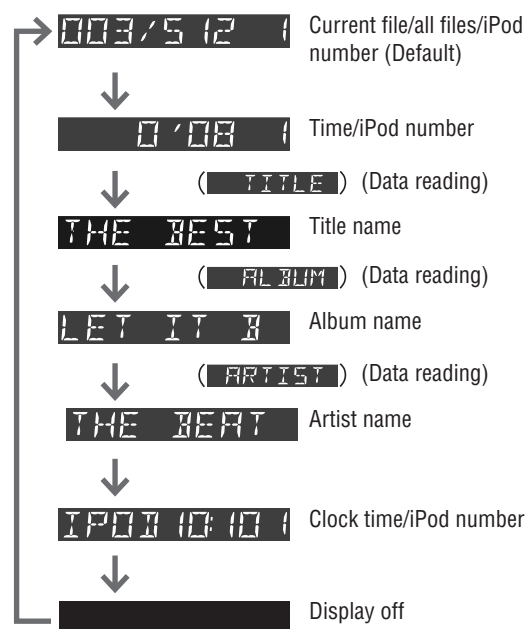 003/512 1 Current file/all files/iPod
number (Default)
0'08 1 Time/iPod number
( TITLE ) (Data reading)
THE BEST Title name
( ALBUM ) (Data reading)
LET IT B Album name
( ARTIST ) (Data reading)
THE BEAT Artist name
IPOD 10:10 1 Clock time/iPod number
Display off